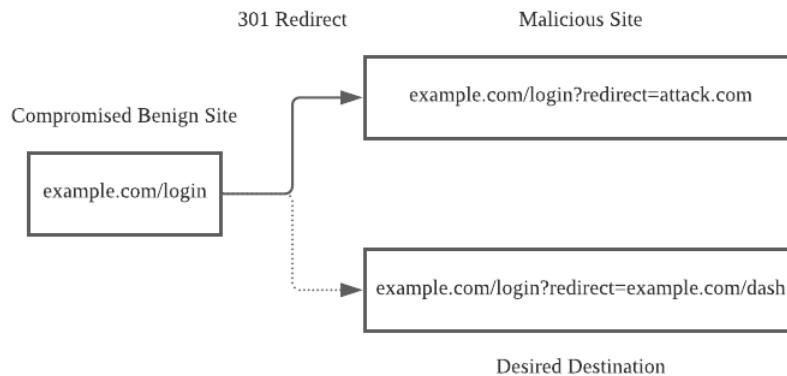 301 Redirect
Malicious Site
example.com/login?redirect=attack.com
Compromised Benign Site
example.com/login
example.com/login?redirect=example.com/dash
Desired Destination